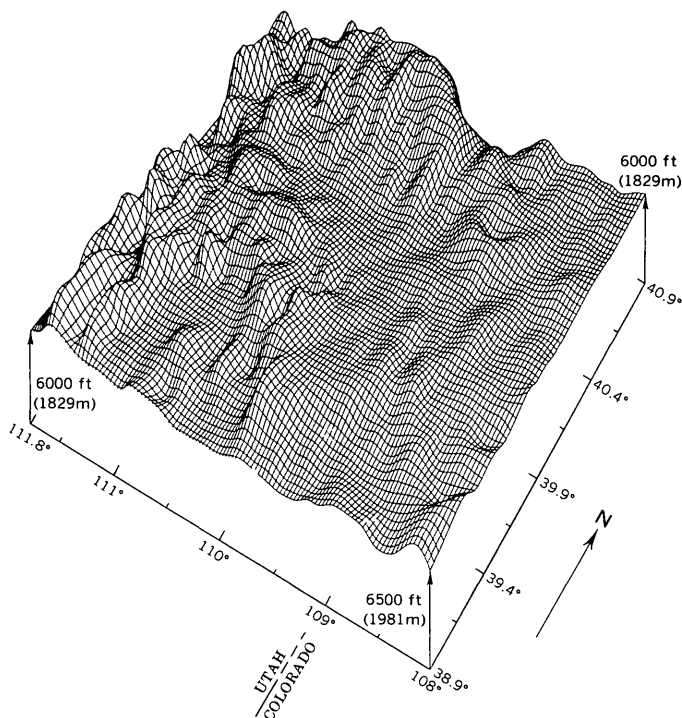 6000 ft
(1829m)
40.9°
40.4°
39.9°
39.4°
38.9°
N
6000 ft
(1829m)
111.8°
111°
110°
109°
108°
6500 ft
(1981m)
UTAH
COLORADO